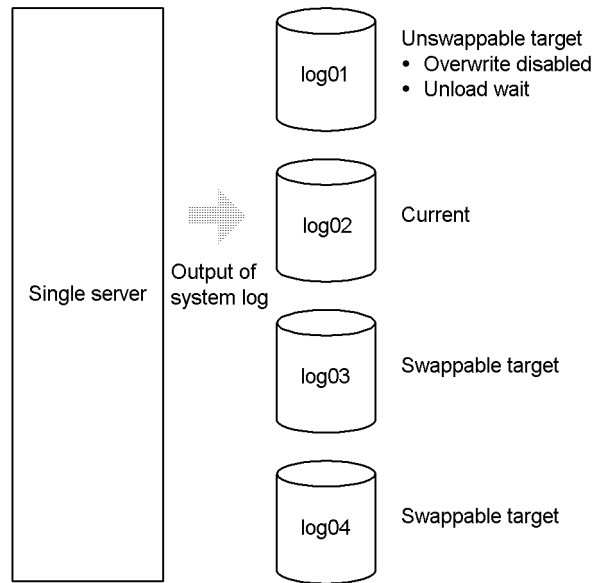 Single server
Output of
system log
log01
Unswappable target
• Overwrite disabled
• Unload wait
log02
Current
log03
Swappable target
log04
Swappable target